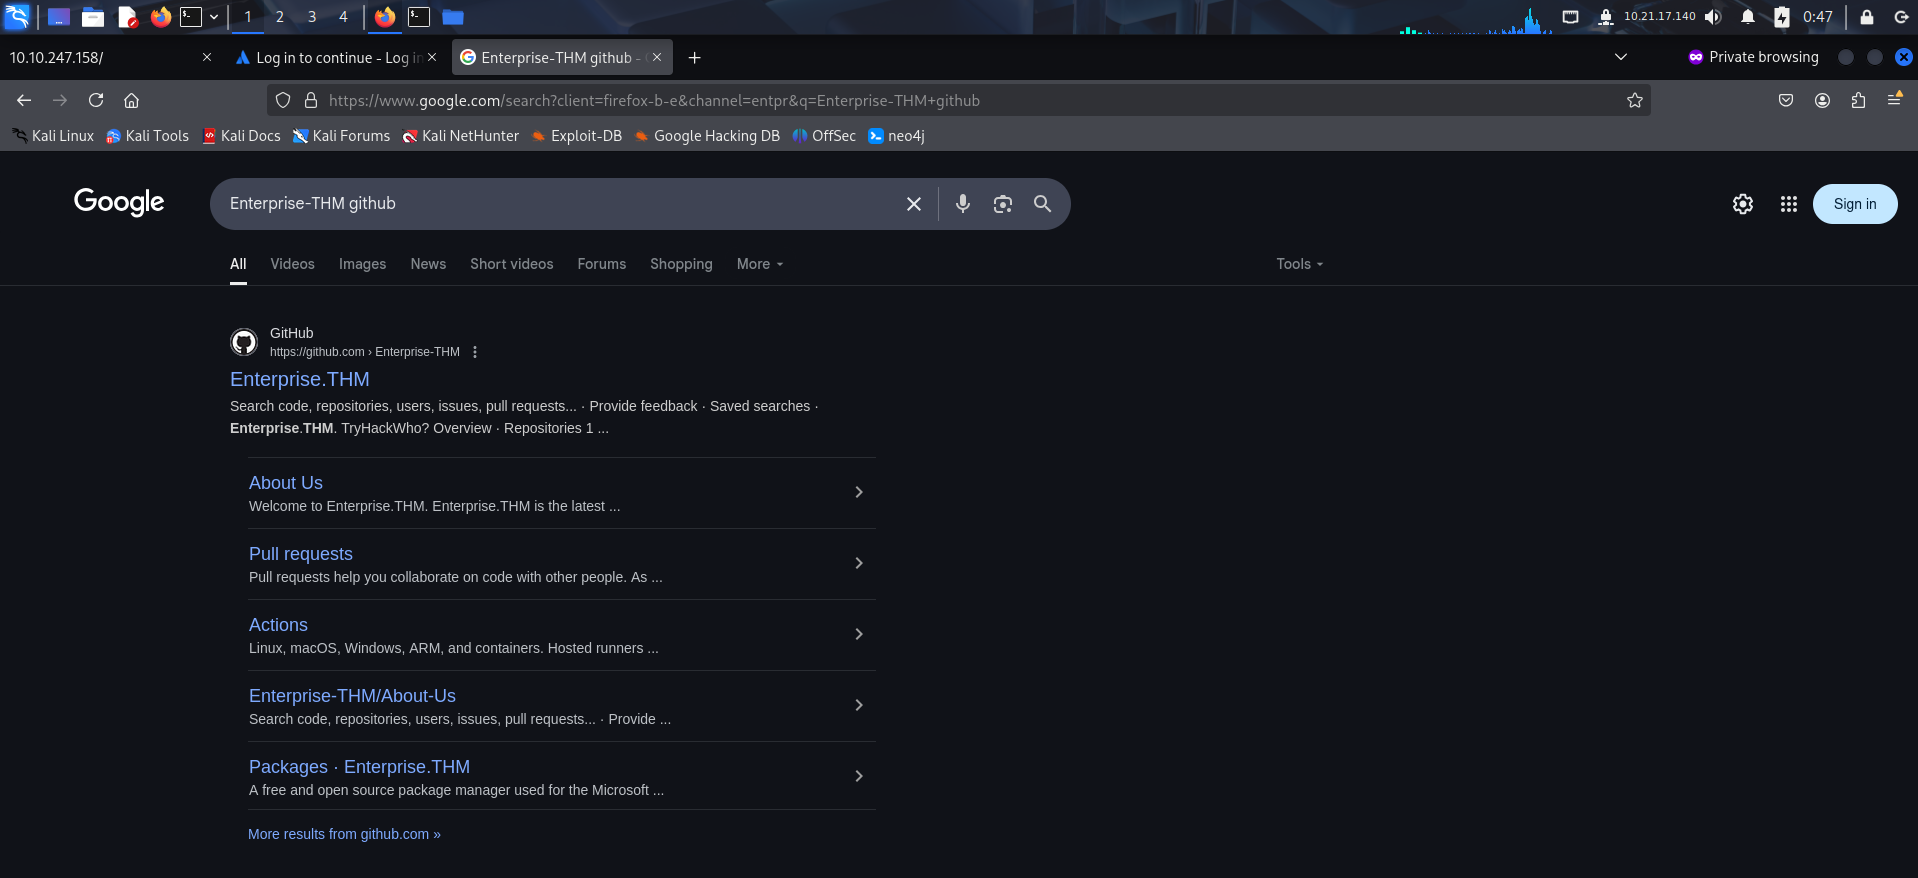 1 2 3 4 10.21.17.140 0:47
10.10.247.158/ Log in to continue - Log in Enterprise-THM github - Private browsing
https://www.google.com/search?client=firefox-b-e&channel=entpr&q=Enterprise-THM+github
Kali Linux Kali Tools Kali Docs Kali Forums Kali NetHunter Exploit-DB Google Hacking DB OffSec neo4j
Google Enterprise-THM github Sign in
All Videos Images News Short videos Forums Shopping More Tools
GitHub
https://github.com › Enterprise-THM
Enterprise.THM
Search code, repositories, users, issues, pull requests... · Provide feedback · Saved searches ·
Enterprise.THM. TryHackWho? Overview · Repositories 1 ...
About Us
Welcome to Enterprise.THM. Enterprise.THM is the latest ...
Pull requests
Pull requests help you collaborate on code with other people. As ...
Actions
Linux, macOS, Windows, ARM, and containers. Hosted runners ...
Enterprise-THM/About-Us
Search code, repositories, users, issues, pull requests... · Provide ...
Packages · Enterprise.THM
A free and open source package manager used for the Microsoft ...
More results from github.com »